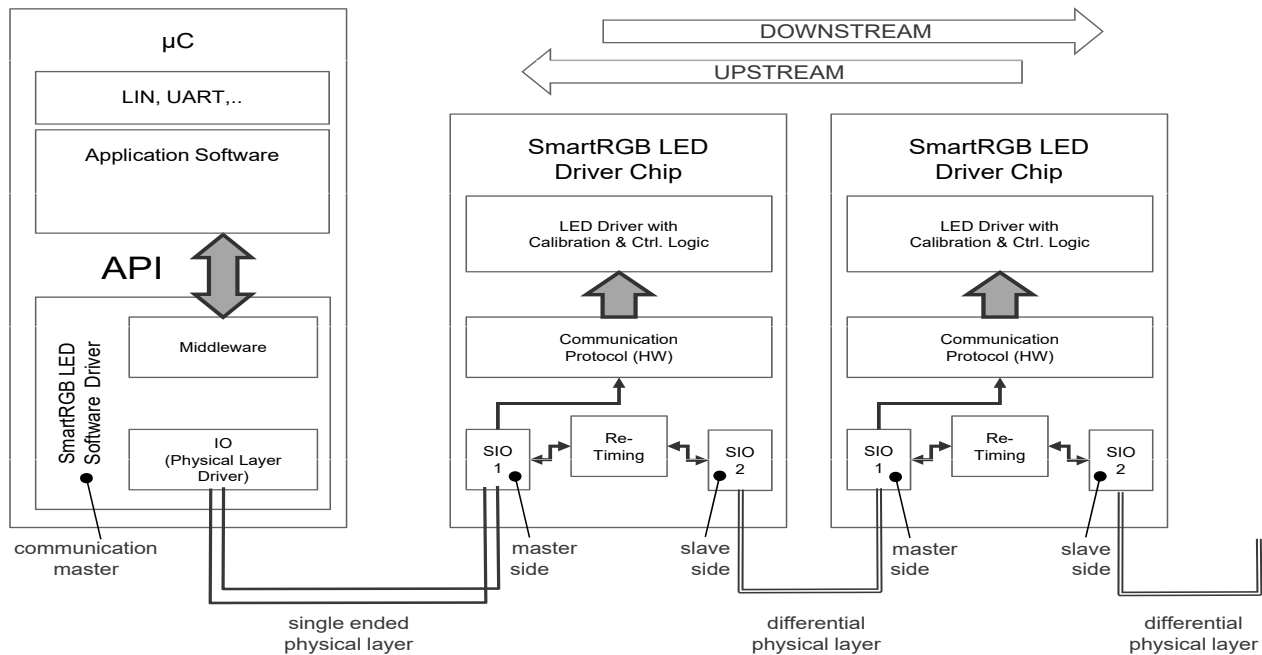 DOWNSTREAM
UPSTREAM
µC
LIN, UART,..
Application Software
API
SmartRGB LED
Software Driver
Middleware
IO
(Physical Layer
Driver)
communication
master
single ended
physical layer
SmartRGB LED
Driver Chip
LED Driver with
Calibration & Ctrl. Logic
Communication
Protocol (HW)
SIO
1
Re-
Timing
SIO
2
master
side
slave
side
differential
physical layer
SmartRGB LED
Driver Chip
LED Driver with
Calibration & Ctrl. Logic
Communication
Protocol (HW)
SIO
1
Re-
Timing
SIO
2
master
side
slave
side
differential
physical layer